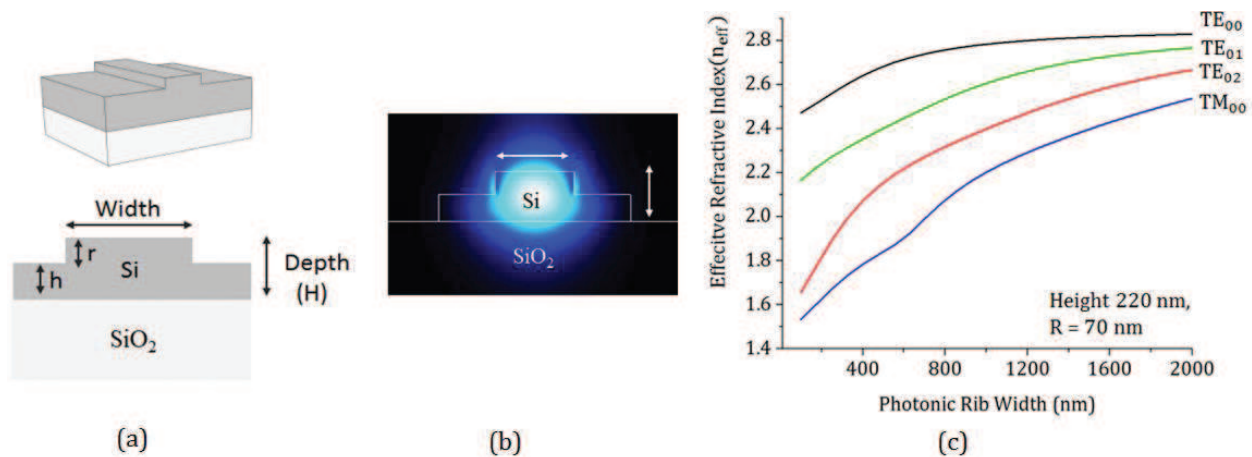 Width
r
Si
h
Depth
(H)
SiO2
(a)
Si
SiO2
(b)
Effecitve Refractive Index(neff)
2.8
2.6
2.4
2.2
2.0
1.8
1.6
1.4
400
800
1200
1600
2000
Photonic Rib Width (nm)
TE00
TE01
TE02
TM00
Height 220 nm,
R = 70 nm
(c)